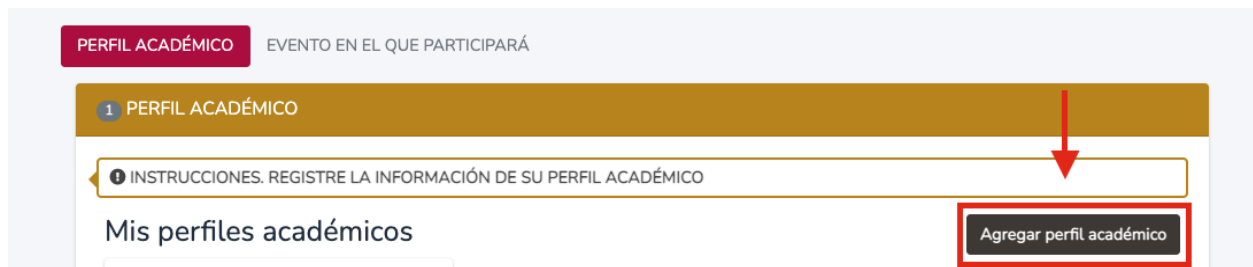 PERFIL ACADÉMICO EVENTO EN EL QUE PARTICIPARÁ
1 PERFIL ACADÉMICO
INSTRUCCIONES. REGISTRE LA INFORMACIÓN DE SU PERFIL ACADÉMICO
Mis perfiles académicos Agregar perfil académico